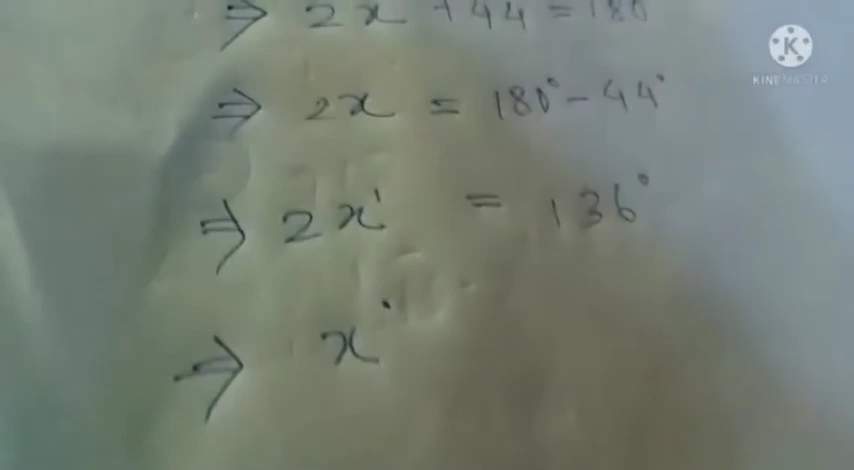 ⇒ 2x + 44 = 180
KINEMASTER
⇒ 2x = 180° - 44°
⇒ 2x = 136°
⇒ x